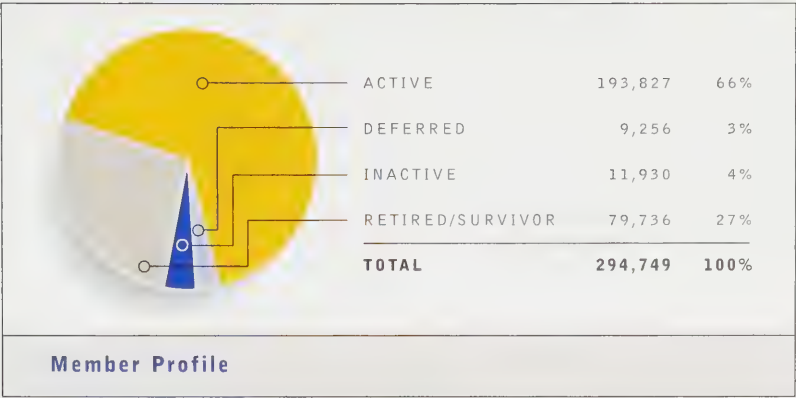 ACTIVE 193,827 66%
DEFERRED 9,256 3%
INACTIVE 11,930 4%
RETIRED/SURVIVOR 79,736 27%
TOTAL 294,749 100%
Member Profile